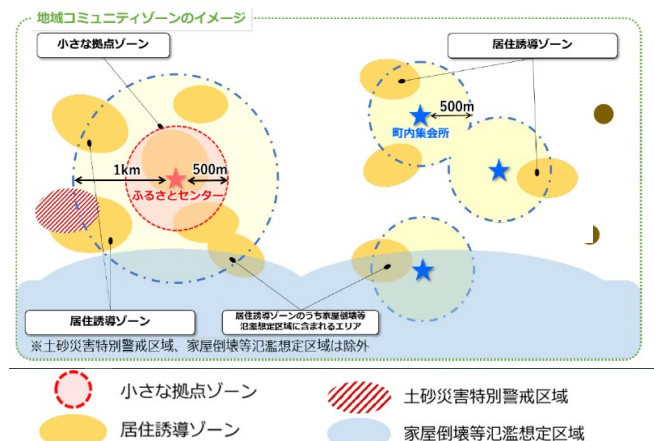 地域コミュニティゾーンのイメージ
小さな拠点ゾーン
居住誘導ゾーン
500m
町内集会所
1km
500m
ふるさとセンター
居住誘導ゾーン
居住誘導ゾーンのうち家屋倒壊等
氾濫想定区域に含まれるエリア
※土砂災害特別警戒区域、家屋倒壊等氾濫想定区域は除外
小さな拠点ゾーン
土砂災害特別警戒区域
居住誘導ゾーン
家屋倒壊等氾濫想定区域